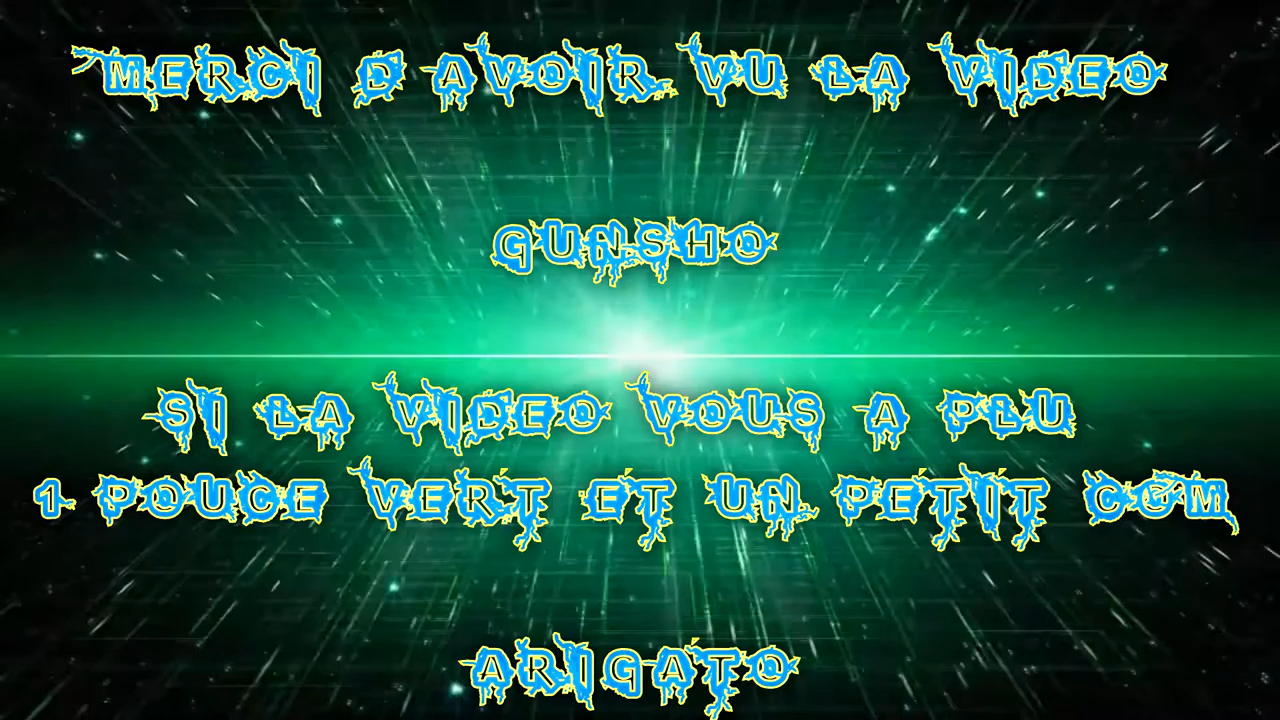 MERCI D AVOIR VU LA VIDEO
GUNSHO
SI LA VIDEO VOUS A PLU
1 POUCE VERT ET UN PETIT COM
ARIGATO